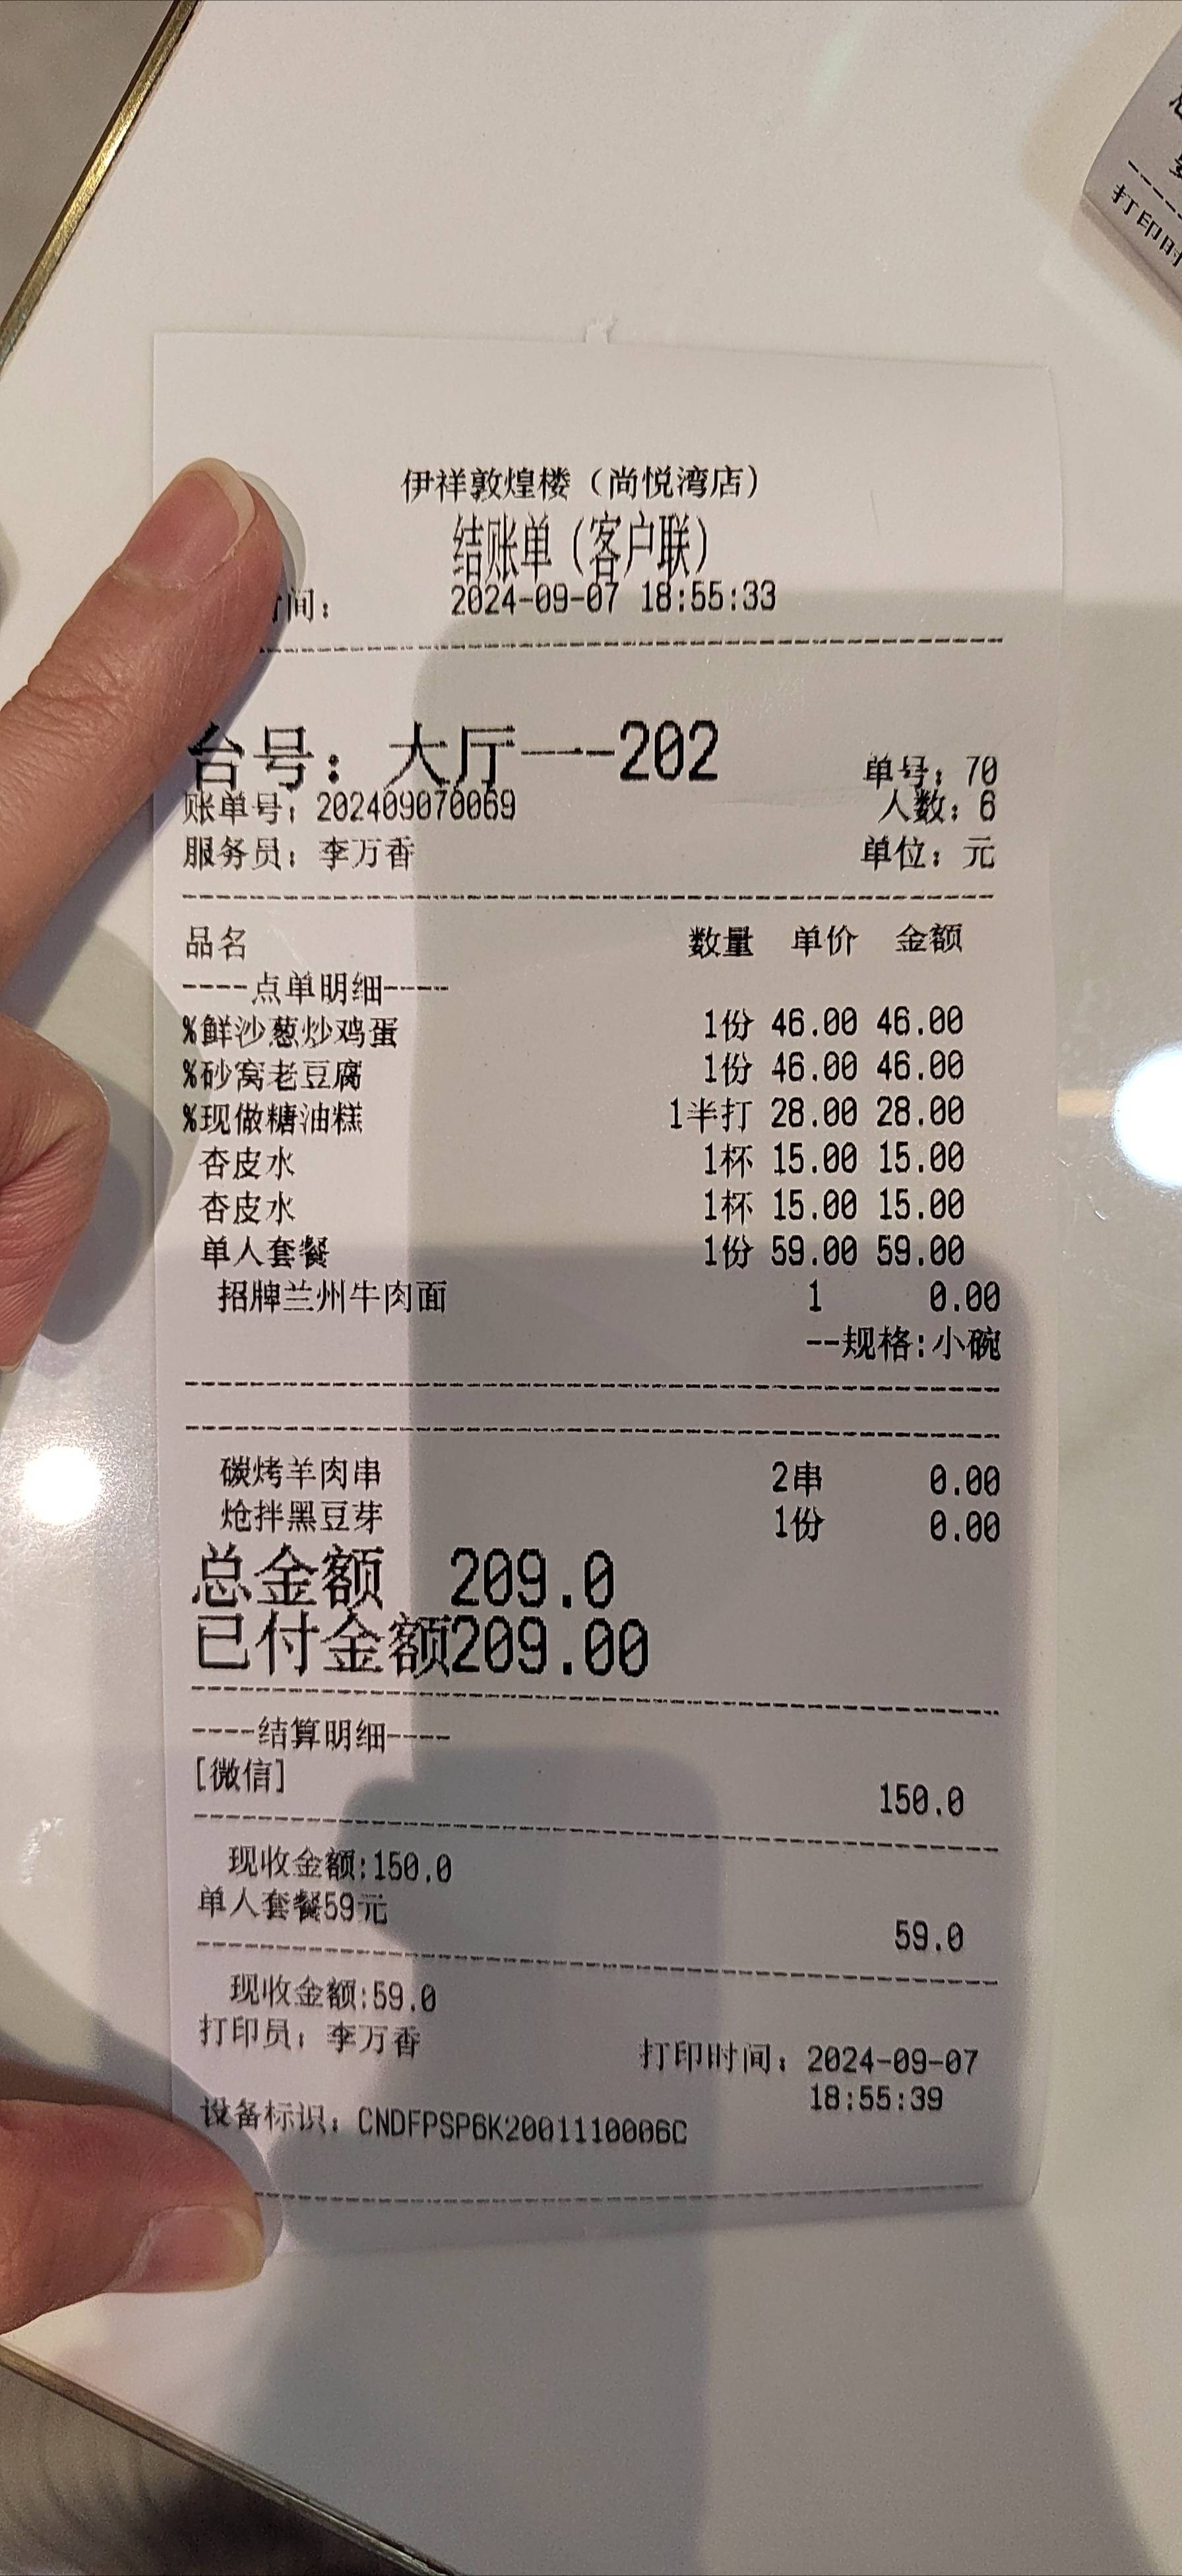 伊祥敦煌楼（尚悦湾店）
结账单（客户联）
间： 2024-09-07 18:55:33
台号：大厅一--202
单号：70
账单号：202409070069 人数：6
服务员：李万香 单位：元
品名 数量 单价 金额
----点单明细----
%鲜沙葱炒鸡蛋 1份 46.00 46.00
%砂窝老豆腐 1份 46.00 46.00
%现做糖油糕 1半打 28.00 28.00
杏皮水 1杯 15.00 15.00
杏皮水 1杯 15.00 15.00
单人套餐 1份 59.00 59.00
招牌兰州牛肉面 1 0.00
--规格:小碗
碳烤羊肉串 2串 0.00
炝拌黑豆芽 1份 0.00
总金额 209.0
已付金额209.00
----结算明细----
[微信] 150.0
现收金额:150.0
单人套餐59元 59.0
现收金额:59.0
打印员：李万香 打印时间：2024-09-07
18:55:39
设备标识：CNDFPSP6K2001110006C
打印时